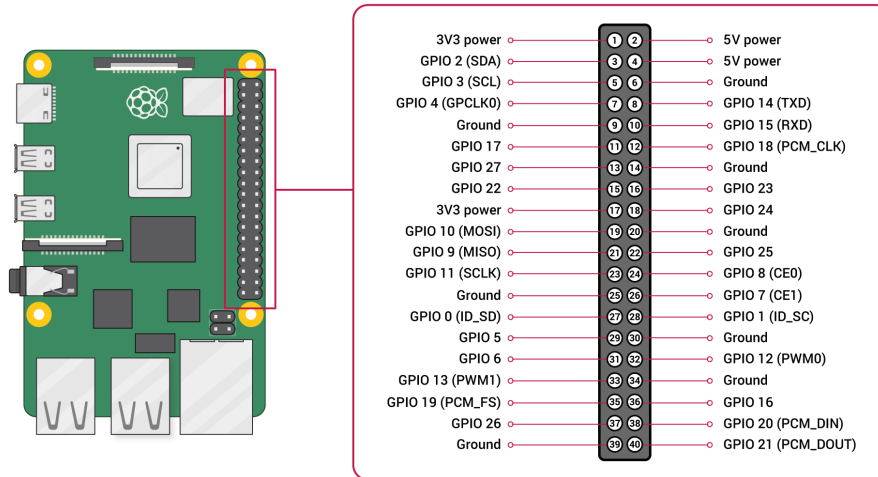 3V3 power 1 2 5V power
GPIO 2 (SDA) 3 4 5V power
GPIO 3 (SCL) 5 6 Ground
GPIO 4 (GPCLK0) 7 8 GPIO 14 (TXD)
Ground 9 10 GPIO 15 (RXD)
GPIO 17 11 12 GPIO 18 (PCM_CLK)
GPIO 27 13 14 Ground
GPIO 22 15 16 GPIO 23
3V3 power 17 18 GPIO 24
GPIO 10 (MOSI) 19 20 Ground
GPIO 9 (MISO) 21 22 GPIO 25
GPIO 11 (SCLK) 23 24 GPIO 8 (CE0)
Ground 25 26 GPIO 7 (CE1)
GPIO 0 (ID_SD) 27 28 GPIO 1 (ID_SC)
GPIO 5 29 30 Ground
GPIO 6 31 32 GPIO 12 (PWM0)
GPIO 13 (PWM1) 33 34 Ground
GPIO 19 (PCM_FS) 35 36 GPIO 16
GPIO 26 37 38 GPIO 20 (PCM_DIN)
Ground 39 40 GPIO 21 (PCM_DOUT)